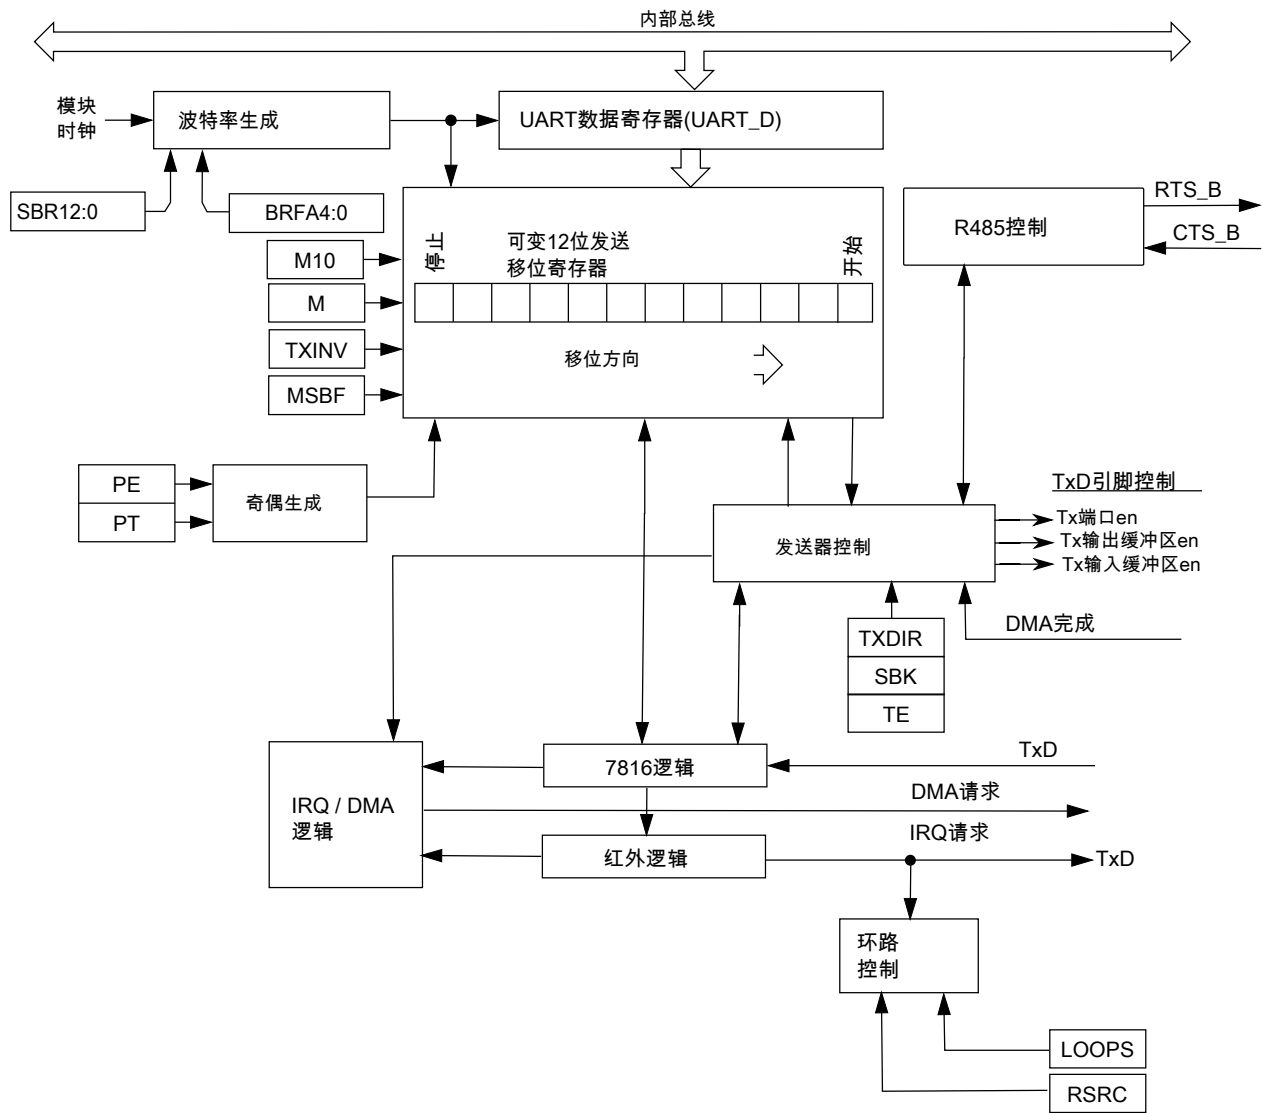 内部总线
模块
时钟
波特率生成
UART数据寄存器(UART_D)
SBR12:0
BRFA4:0
RTS_B
R485控制
CTS_B
M10
M
TXINV
MSBF
停止
可变12位发送
移位寄存器
开始
移位方向
PE
PT
奇偶生成
TxD引脚控制
发送器控制
Tx端口en
Tx输出缓冲区en
Tx输入缓冲区en
DMA完成
TXDIR
SBK
TE
7816逻辑
TxD
IRQ / DMA
逻辑
DMA请求
IRQ请求
红外逻辑
TxD
环路
控制
LOOPS
RSRC